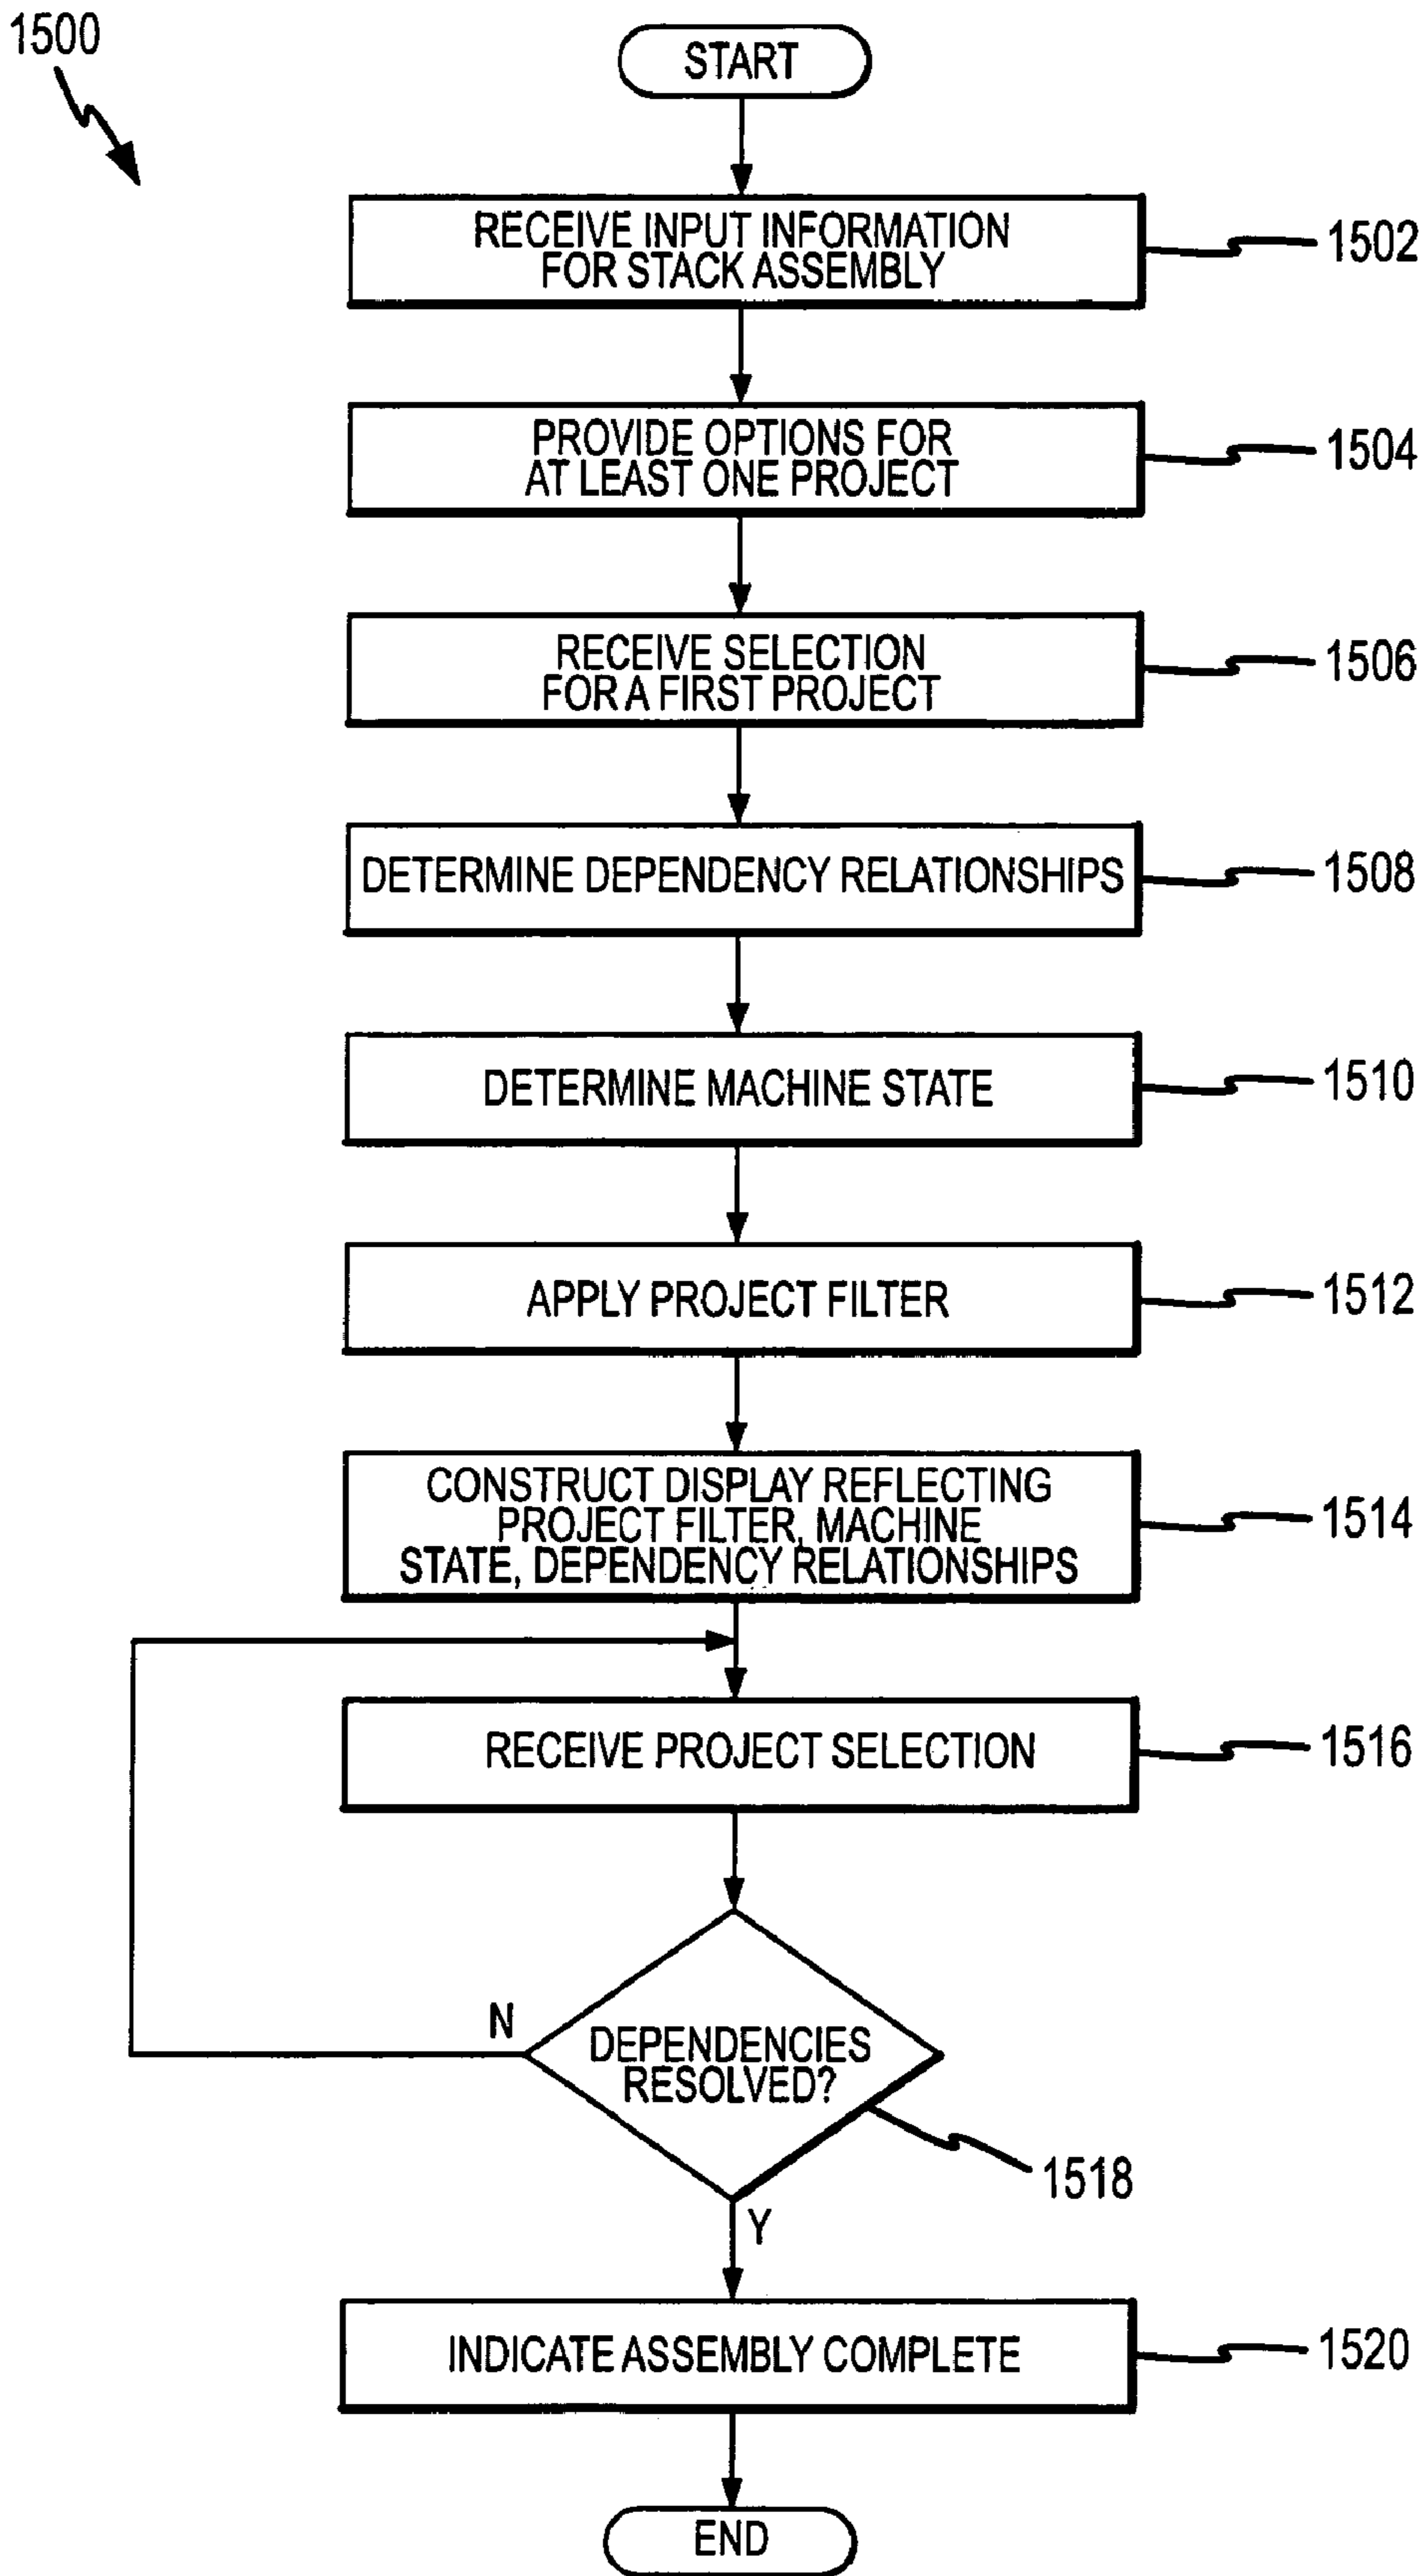 1500
START
RECEIVE INPUT INFORMATION
FOR STACK ASSEMBLY
1502
PROVIDE OPTIONS FOR
AT LEAST ONE PROJECT
1504
RECEIVE SELECTION
FOR A FIRST PROJECT
1506
DETERMINE DEPENDENCY RELATIONSHIPS
1508
DETERMINE MACHINE STATE
1510
APPLY PROJECT FILTER
1512
CONSTRUCT DISPLAY REFLECTING
PROJECT FILTER, MACHINE
STATE, DEPENDENCY RELATIONSHIPS
1514
RECEIVE PROJECT SELECTION
1516
N
DEPENDENCIES
RESOLVED?
1518
Y
INDICATE ASSEMBLY COMPLETE
1520
END